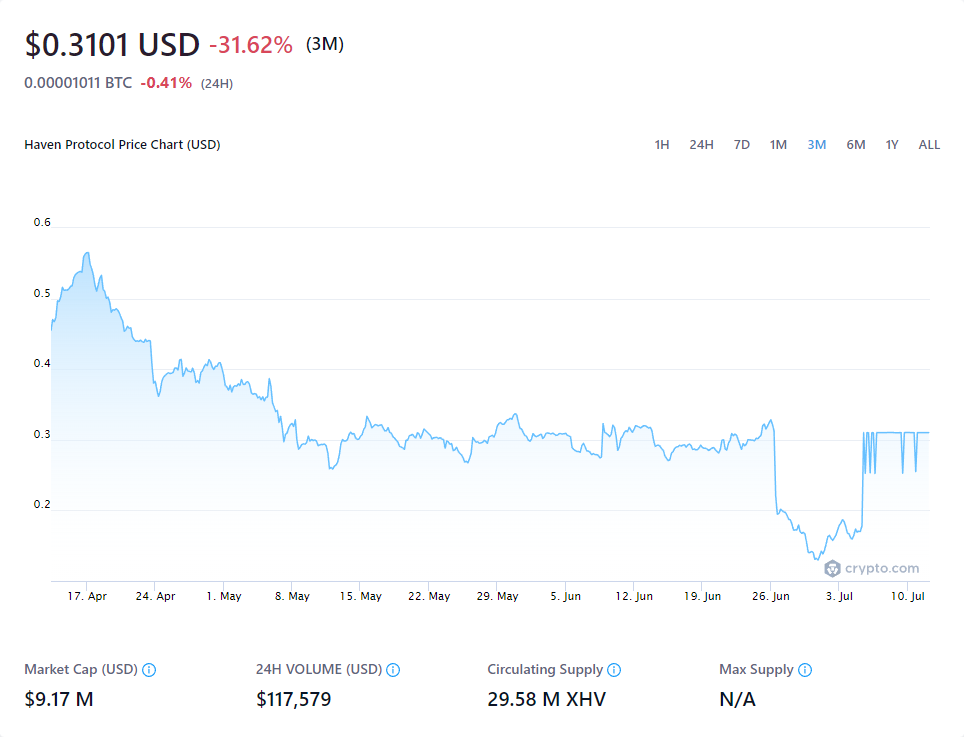 $0.3101 USD -31.62% (3M)
0.00001011 BTC -0.41% (24H)
Haven Protocol Price Chart (USD)
1H 24H 7D 1M 3M 6M 1Y ALL
0.6
0.5
0.4
0.3
0.2
crypto.com
17. Apr 24. Apr 1. May 8. May 15. May 22. May 29. May 5. Jun 12. Jun 19. Jun 26. Jun 3. Jul 10. Jul
Market Cap (USD) 24H VOLUME (USD) Circulating Supply Max Supply
$9.17 M $117,579 29.58 M XHV N/A